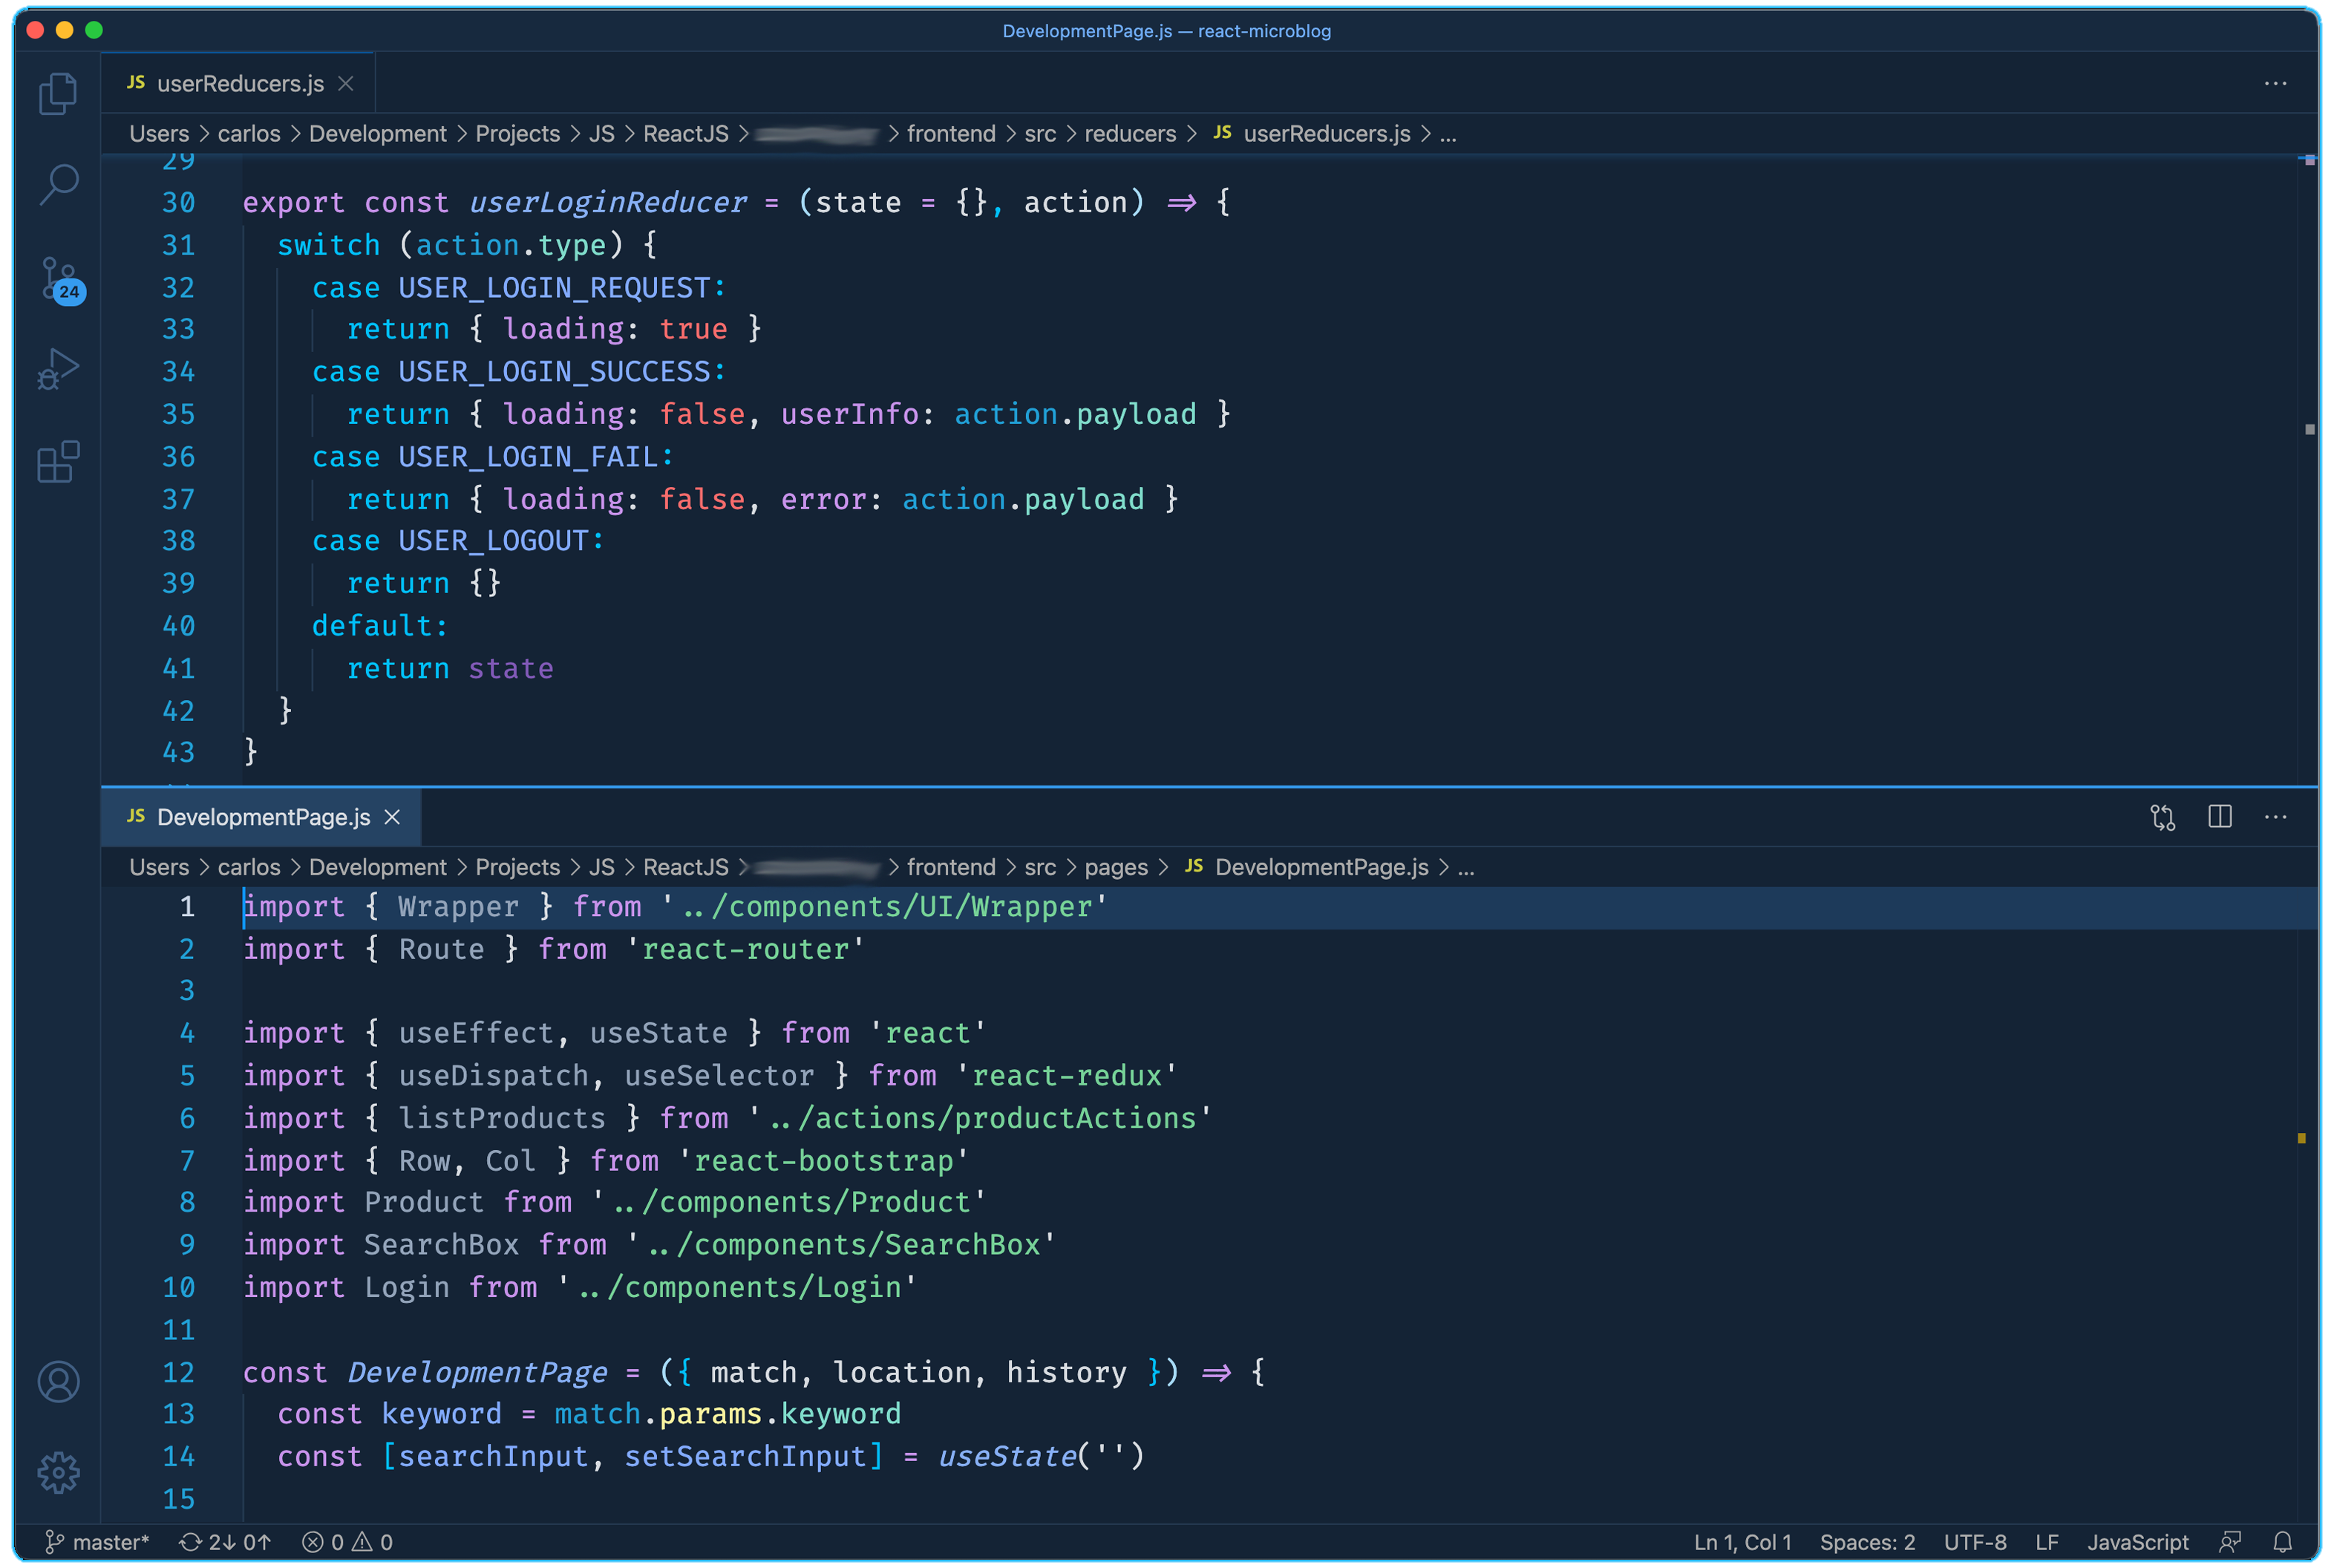 DevelopmentPage.js — react-microblog
JS userReducers.js
Users > carlos > Development > Projects > JS > ReactJS > > frontend > src > reducers > JS userReducers.js > ...
29
30 export const userLoginReducer = (state = {}, action) => {
31 switch (action.type) {
24
32 case USER_LOGIN_REQUEST:
33 return { loading: true }
34 case USER_LOGIN_SUCCESS:
35 return { loading: false, userInfo: action.payload }
36 case USER_LOGIN_FAIL:
37 return { loading: false, error: action.payload }
38 case USER_LOGOUT:
39 return {}
40 default:
41 return state
42 }
43 }
JS DevelopmentPage.js
Users > carlos > Development > Projects > JS > ReactJS > > frontend > src > pages > JS DevelopmentPage.js > ...
1 import { Wrapper } from '../components/UI/Wrapper'
2 import { Route } from 'react-router'
3
4 import { useEffect, useState } from 'react'
5 import { useDispatch, useSelector } from 'react-redux'
6 import { listProducts } from '../actions/productActions'
7 import { Row, Col } from 'react-bootstrap'
8 import Product from '../components/Product'
9 import SearchBox from '../components/SearchBox'
10 import Login from '../components/Login'
11
12 const DevelopmentPage = ({ match, location, history }) => {
13 const keyword = match.params.keyword
14 const [searchInput, setSearchInput] = useState('')
15
master* 2↓ 0↑ 0 0 Ln 1, Col 1 Spaces: 2 UTF-8 LF JavaScript